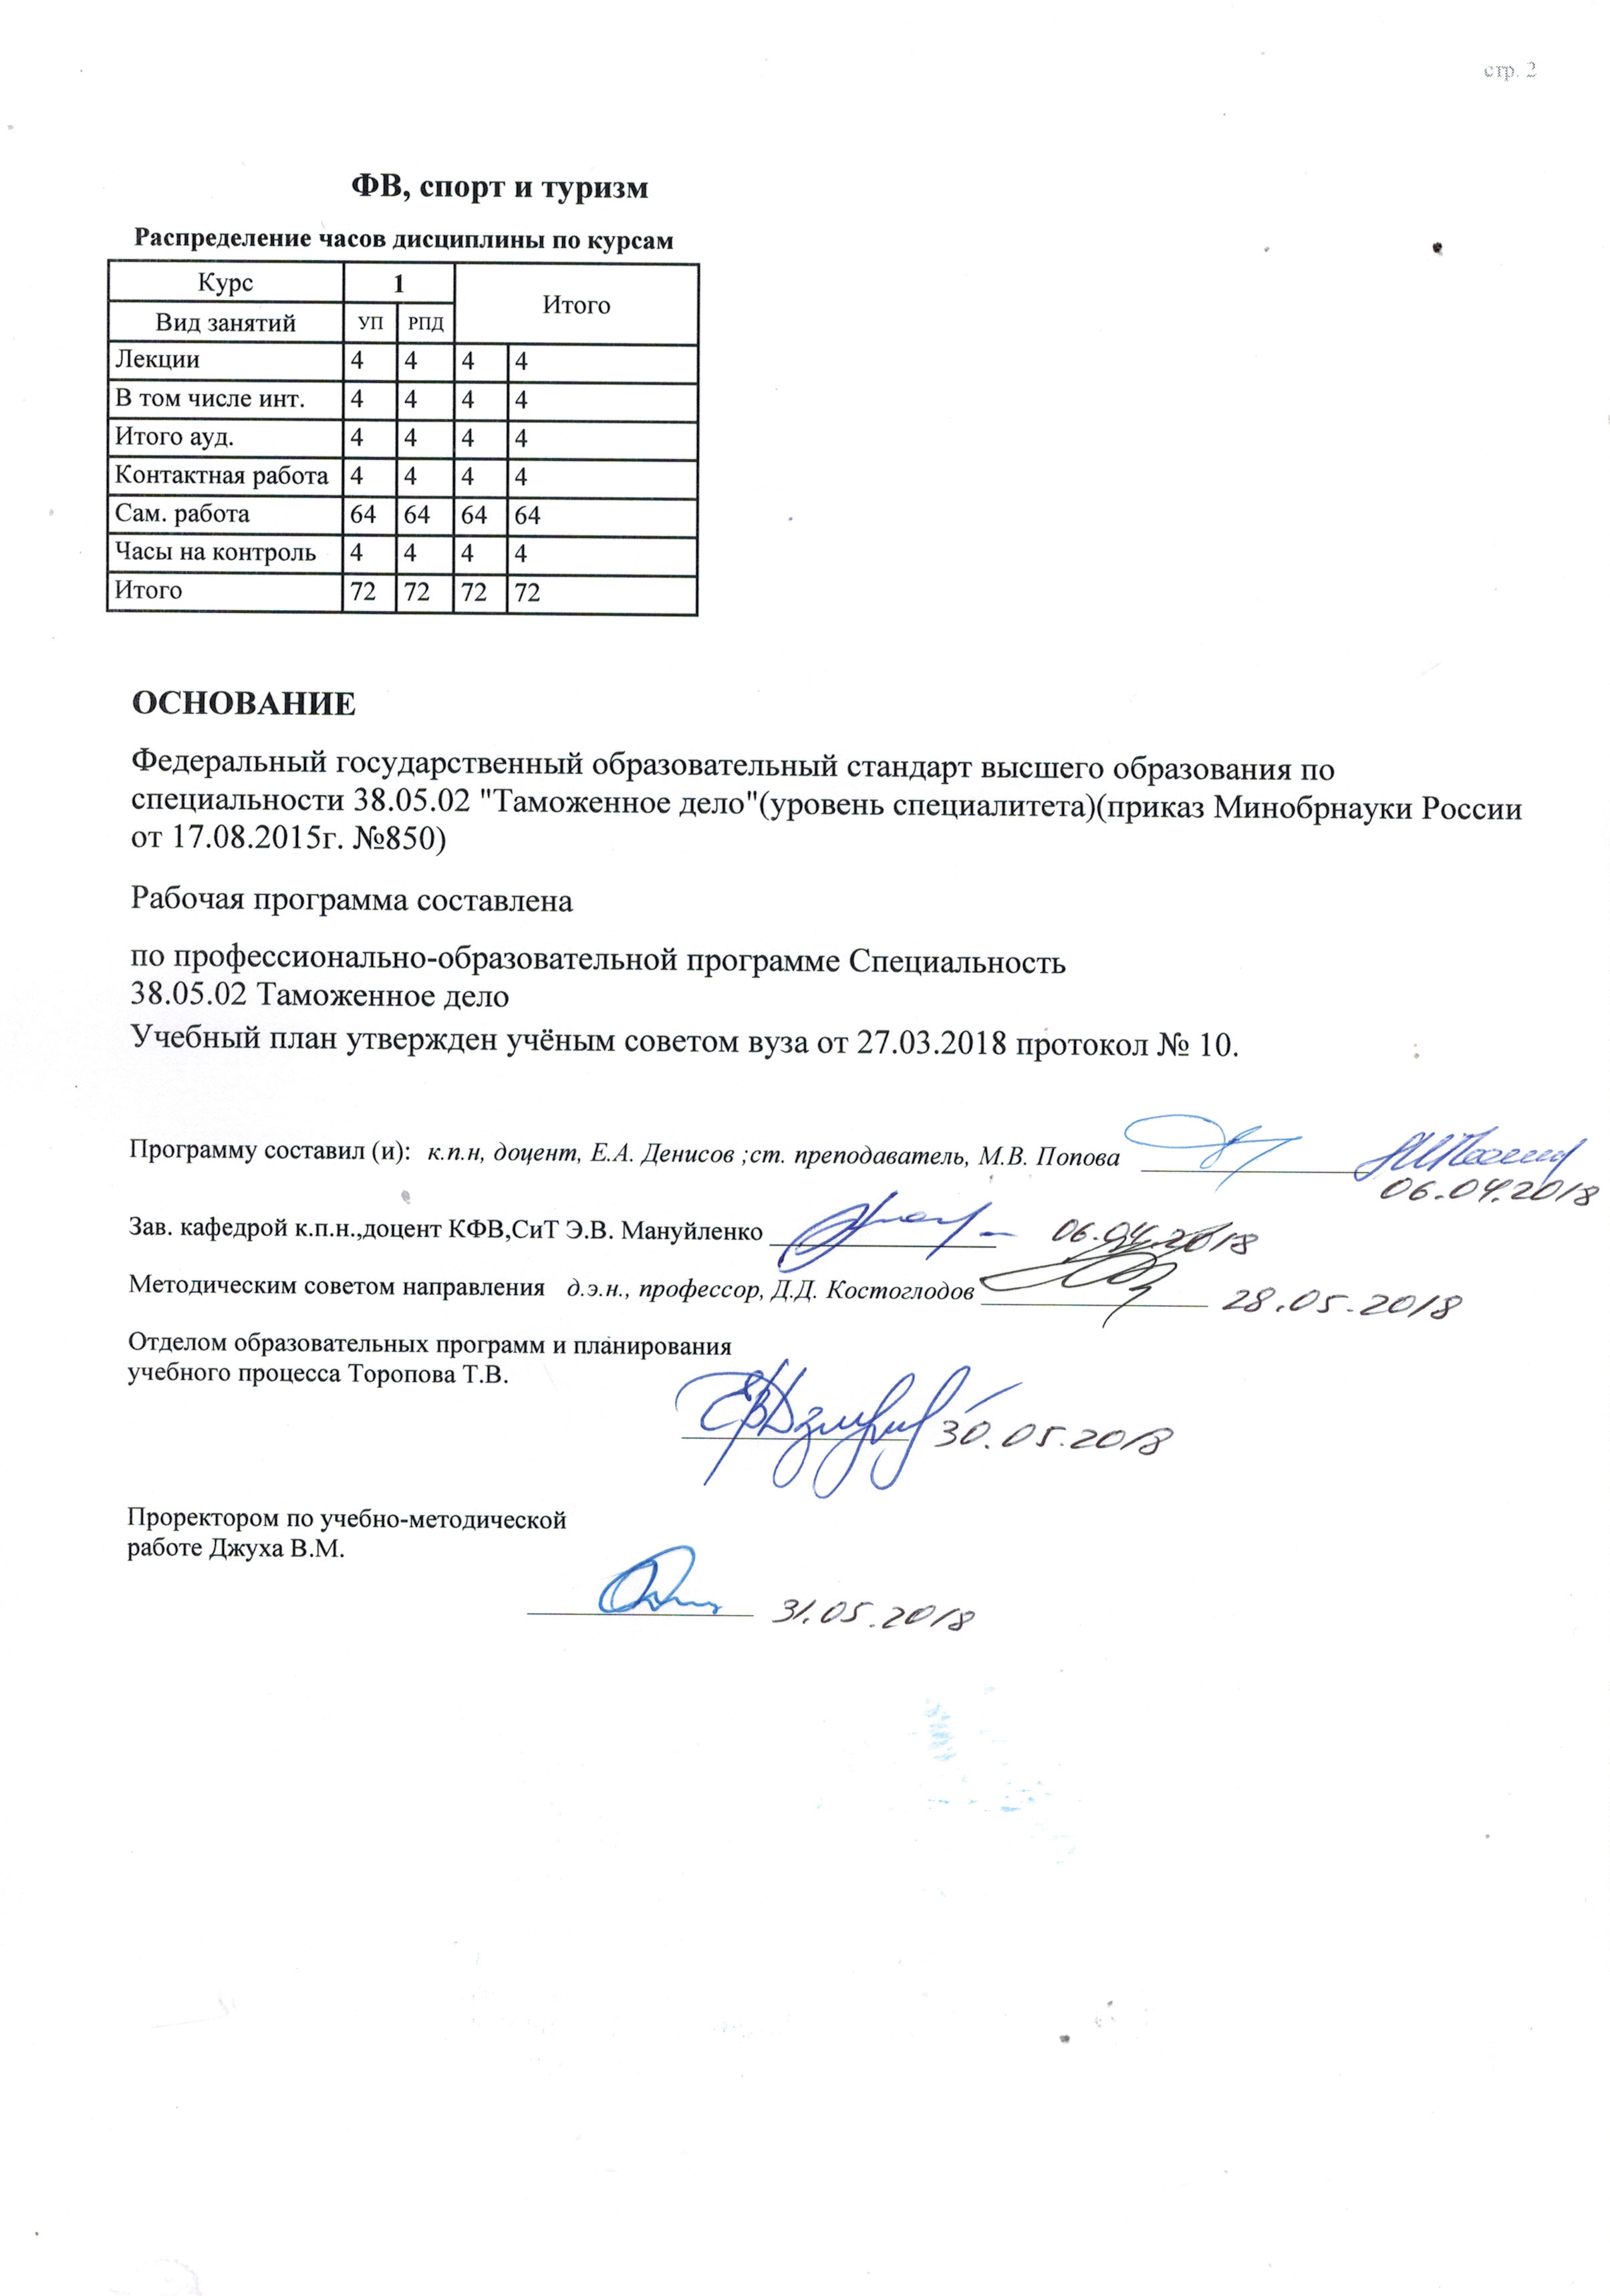 стр. 2
ФВ, спорт и туризм
Распределение часов дисциплины по курсам
Курс 1 Итого
Вид занятий УП РПД
Лекции 4 4 4 4
В том числе инт. 4 4 4 4
Итого ауд. 4 4 4 4
Контактная работа 4 4 4 4
Сам. работа 64 64 64 64
Часы на контроль 4 4 4 4
Итого 72 72 72 72
ОСНОВАНИЕ
Федеральный государственный образовательный стандарт высшего образования по
специальности 38.05.02 "Таможенное дело"(уровень специалитета)(приказ Минобрнауки России
от 17.08.2015г. №850)
Рабочая программа составлена
по профессионально-образовательной программе Специальность
38.05.02 Таможенное дело
Учебный план утвержден учёным советом вуза от 27.03.2018 протокол № 10.
Программу составил (и): к.п.н, доцент, Е.А. Денисов ;ст. преподаватель, М.В. Попова
06.04.2018
Зав. кафедрой к.п.н.,доцент КФВ,СиТ Э.В. Мануйленко 06.04.2018
Методическим советом направления д.э.н., профессор, Д.Д. Костоглодов 28.05.2018
Отделом образовательных программ и планирования
учебного процесса Торопова Т.В.
30.05.2018
Проректором по учебно-методической
работе Джуха В.М.
31.05.2018